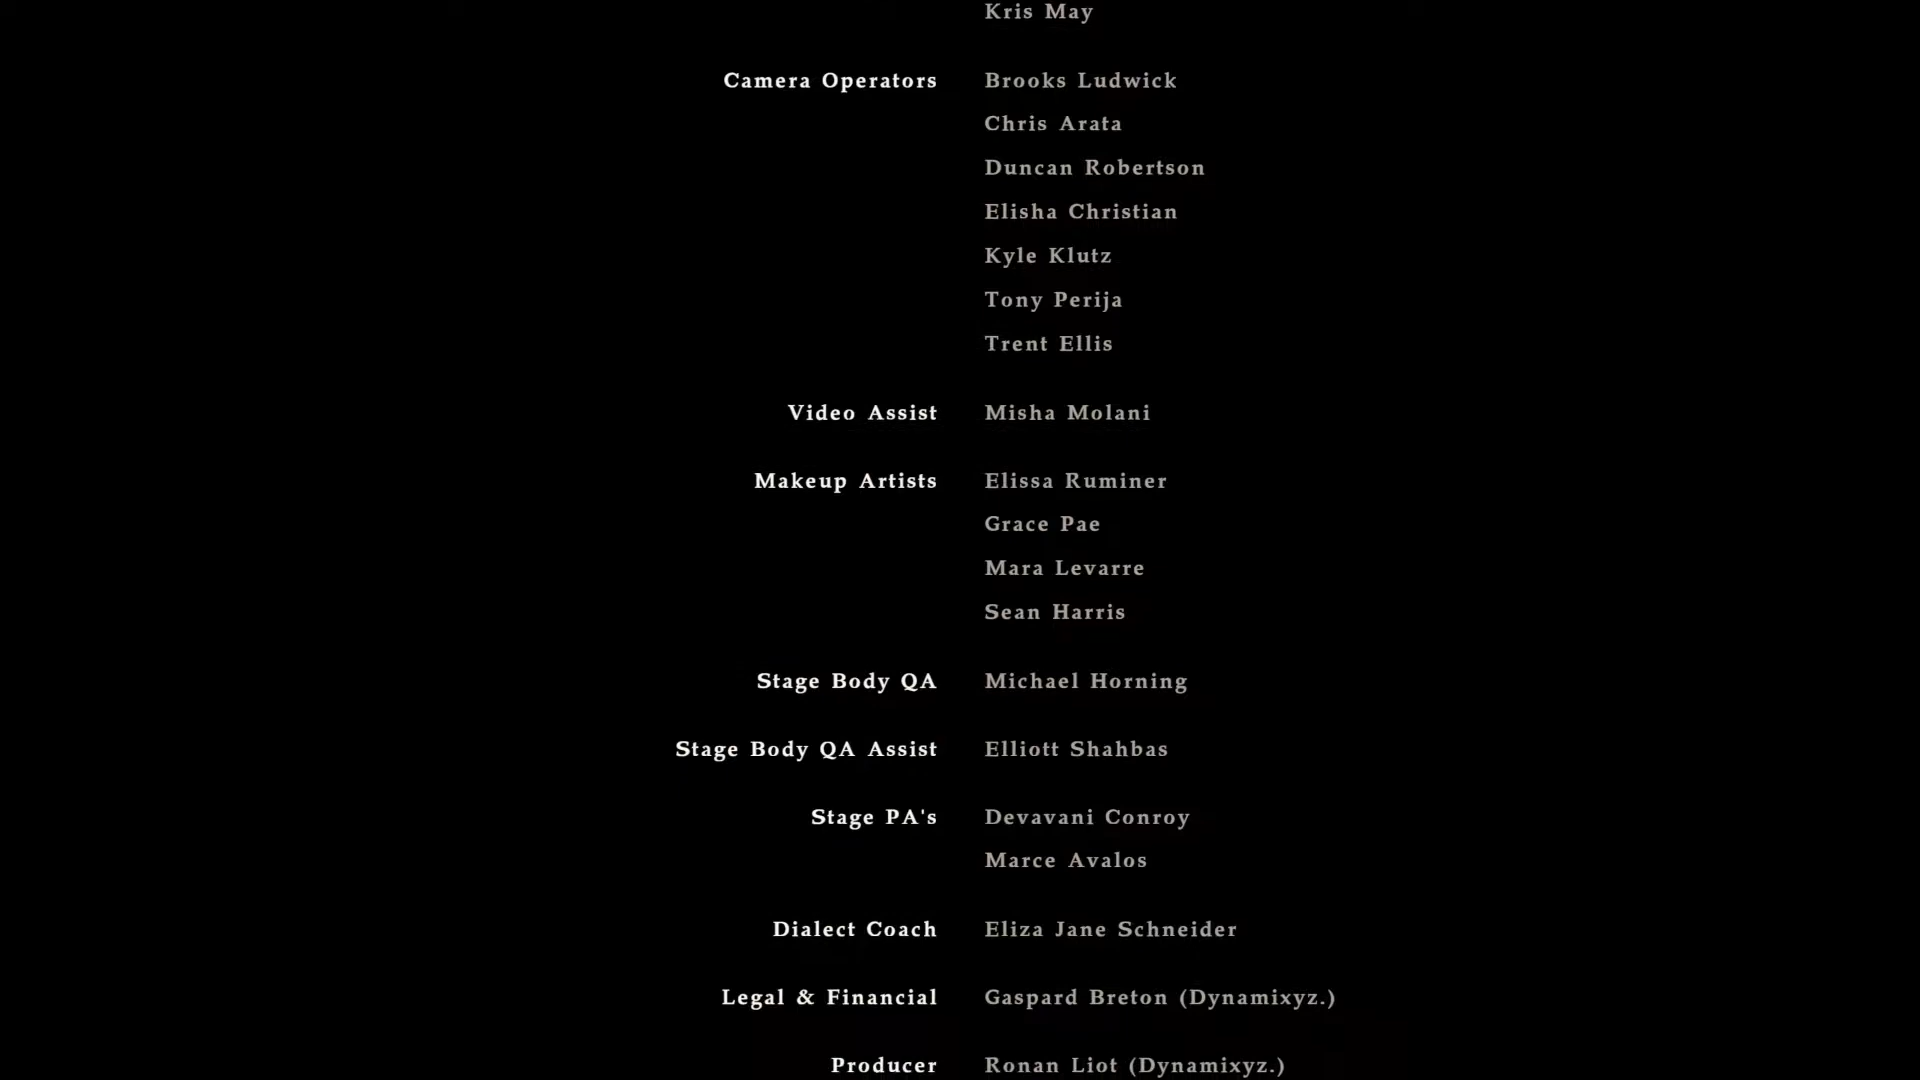 Kris May
Camera Operators Brooks Ludwick
Chris Arata
Duncan Robertson
Elisha Christian
Kyle Klutz
Tony Perija
Trent Ellis
Video Assist Misha Molani
Makeup Artists Elissa Ruminer
Grace Pae
Mara Levarre
Sean Harris
Stage Body QA Michael Horning
Stage Body QA Assist Elliott Shahbas
Stage PA's Devavani Conroy
Marce Avalos
Dialect Coach Eliza Jane Schneider
Legal & Financial Gaspard Breton (Dynamixyz.)
Producer Ronan Liot (Dynamixyz.)